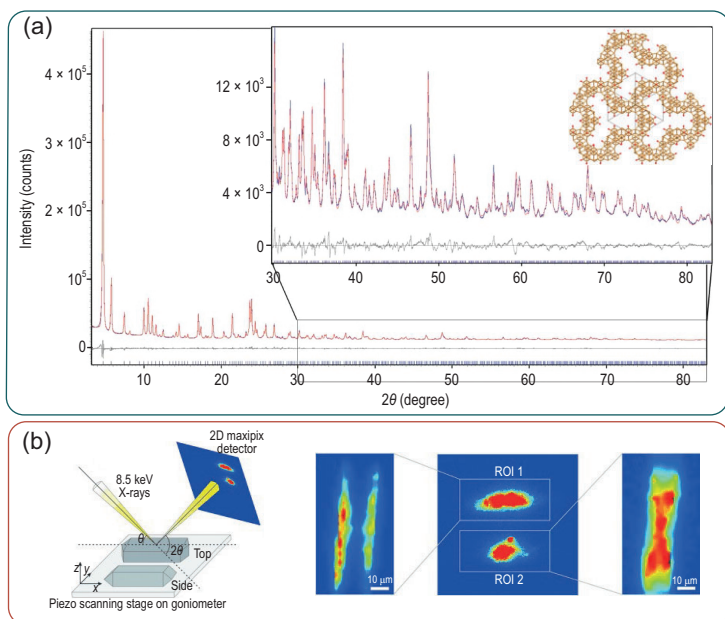 (a)
4 × 10⁵
3 × 10⁵
2 × 10⁵
10⁵
0
Intensity (counts)
12 × 10³
8 × 10³
4 × 10³
0
30
40
50
60
70
80
10
20
30
40
50
60
70
80
2θ (degree)
(b)
2D maxipix
detector
8.5 keV
X-rays
θ
2θ
Top
Side
z
y
x
Piezo scanning stage on goniometer
10 μm
ROI 1
ROI 2
10 μm